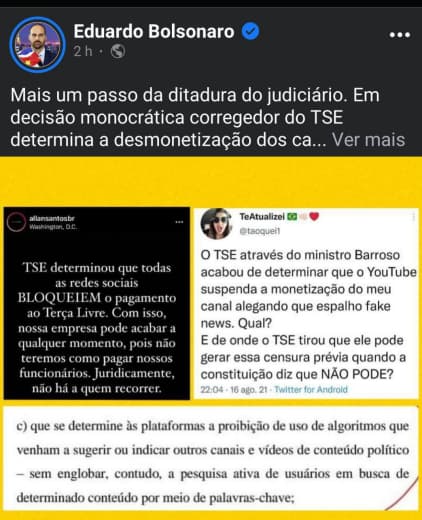 Eduardo Bolsonaro
2 h ·
Mais um passo da ditadura do judiciário. Em
decisão monocrática corregedor do TSE
determina a desmonetização dos ca... Ver mais
allansantosbr
Washington, D.C.
TSE determinou que todas
as redes sociais
BLOQUEIEM o pagamento
ao Terça Livre. Com isso,
nossa empresa pode acabar a
qualquer momento, pois não
teremos como pagar nossos
funcionários. Juridicamente,
não há a quem recorrer.
TeAtualizei 🇧🇷👈🏻❤️
@taoquei1
O TSE através do ministro Barroso
acabou de determinar que o YouTube
suspenda a monetização do meu
canal alegando que espalho fake
news. Qual?
E de onde o TSE tirou que ele pode
gerar essa censura prévia quando a
constituição diz que NÃO PODE?
22:04 · 16 ago. 21 · Twitter for Android
c) que se determine às plataformas a proibição de uso de algoritmos que
venham a sugerir ou indicar outros canais e vídeos de conteúdo político
– sem englobar, contudo, a pesquisa ativa de usuários em busca de
determinado conteúdo por meio de palavras-chave;